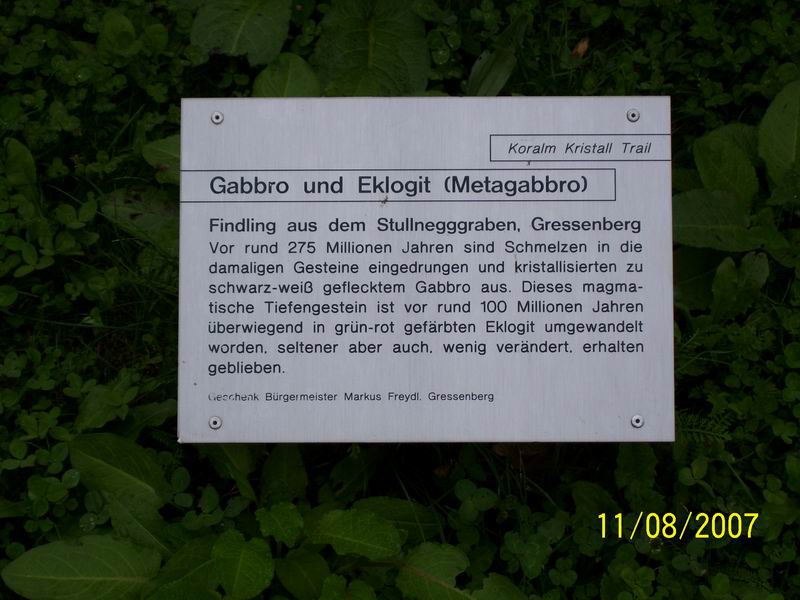 Koralm Kristall Trail
Gabbro und Eklogit (Metagabbro)
Findling aus dem Stullnegggraben, Gressenberg
Vor rund 275 Millionen Jahren sind Schmelzen in die
damaligen Gesteine eingedrungen und kristallisierten zu
schwarz-weiß geflecktem Gabbro aus. Dieses magma-
tische Tiefengestein ist vor rund 100 Millionen Jahren
überwiegend in grün-rot gefärbten Eklogit umgewandelt
worden, seltener aber auch, wenig verändert, erhalten
geblieben.
Geschenk Bürgermeister Markus Freydl, Gressenberg
11/08/2007